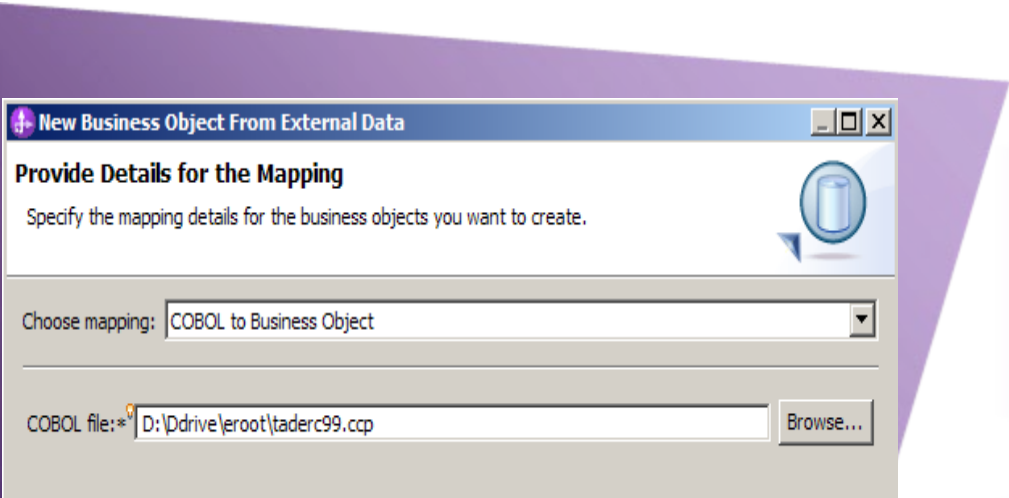 New Business Object From External Data
Provide Details for the Mapping
Specify the mapping details for the business objects you want to create.
Choose mapping: COBOL to Business Object
COBOL file:* D:\Ddrive\eroot\taderc99.ccp Browse...